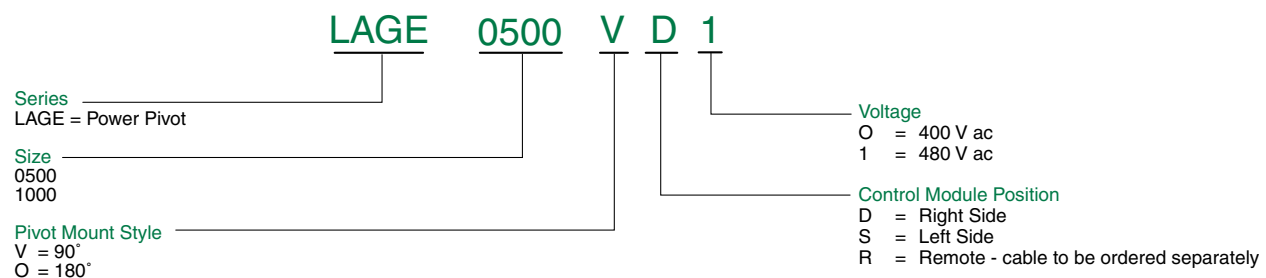 LAGE 0500 V D 1
Series
LAGE = Power Pivot
Size
0500
1000
Pivot Mount Style
V = 90˚
O = 180˚
Voltage
O = 400 V ac
1 = 480 V ac
Control Module Position
D = Right Side
S = Left Side
R = Remote - cable to be ordered separately